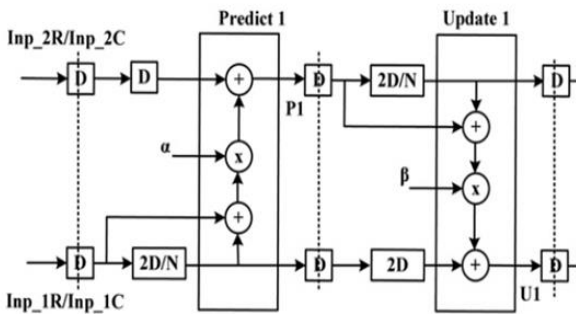 Predict 1
Update 1
Inp_2R/Inp_2C
D
D
+
D
2D/N
D
P1
+
α
x
β
x
+
D
2D/N
D
2D
+
D
Inp_1R/Inp_1C
U1